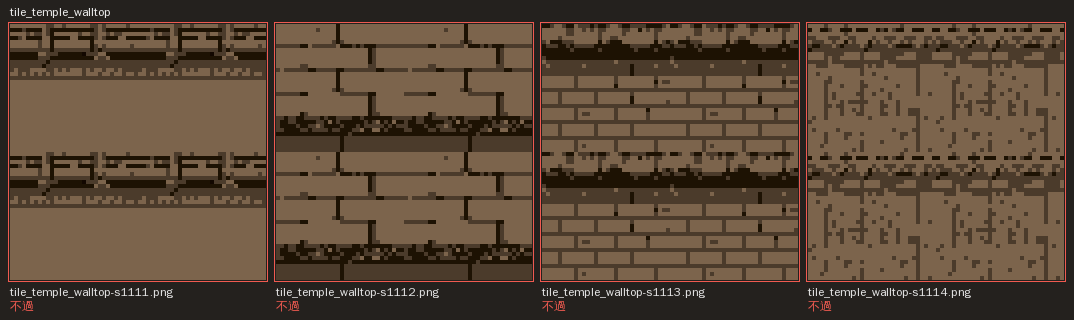 tile_temple_walltop
tile_temple_walltop-s1111.png
不過
tile_temple_walltop-s1112.png
不過
tile_temple_walltop-s1113.png
不過
tile_temple_walltop-s1114.png
不過